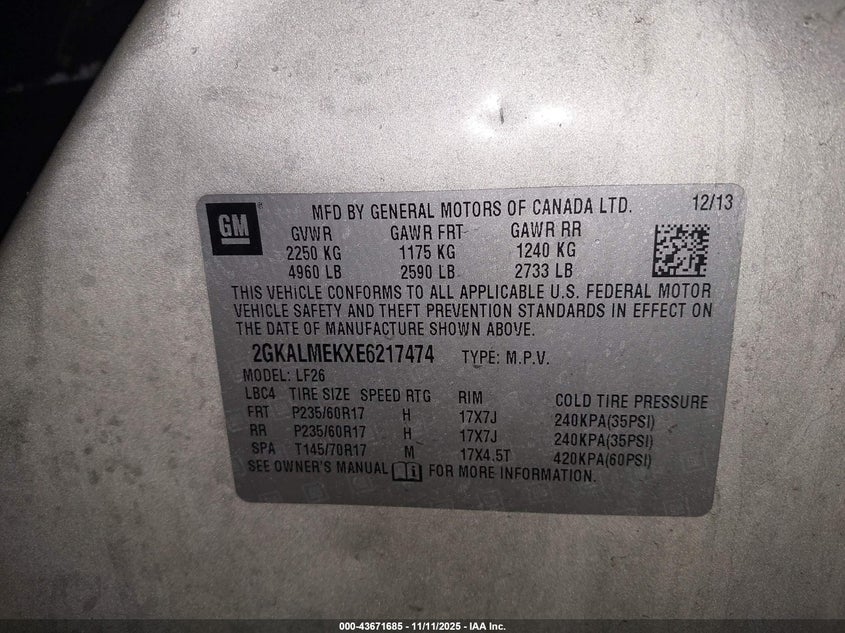 GM
MFD BY GENERAL MOTORS OF CANADA LTD. 12/13
GVWR GAWR FRT GAWR RR
2250 KG 1175 KG 1240 KG
4960 LB 2590 LB 2733 LB
THIS VEHICLE CONFORMS TO ALL APPLICABLE U.S. FEDERAL MOTOR
VEHICLE SAFETY AND THEFT PREVENTION STANDARDS IN EFFECT ON
THE DATE OF MANUFACTURE SHOWN ABOVE.
2GKALMEKXE6217474 TYPE: M.P.V.
MODEL: LF26
LBC4 TIRE SIZE SPEED RTG RIM COLD TIRE PRESSURE
FRT P235/60R17 H 17X7J 240KPA(35PSI)
RR P235/60R17 H 17X7J 240KPA(35PSI)
SPA T145/70R17 M 17X4.5T 420KPA(60PSI)
SEE OWNER'S MANUAL FOR MORE INFORMATION.
000-43671685 - 11/11/2025 - IAA Inc.